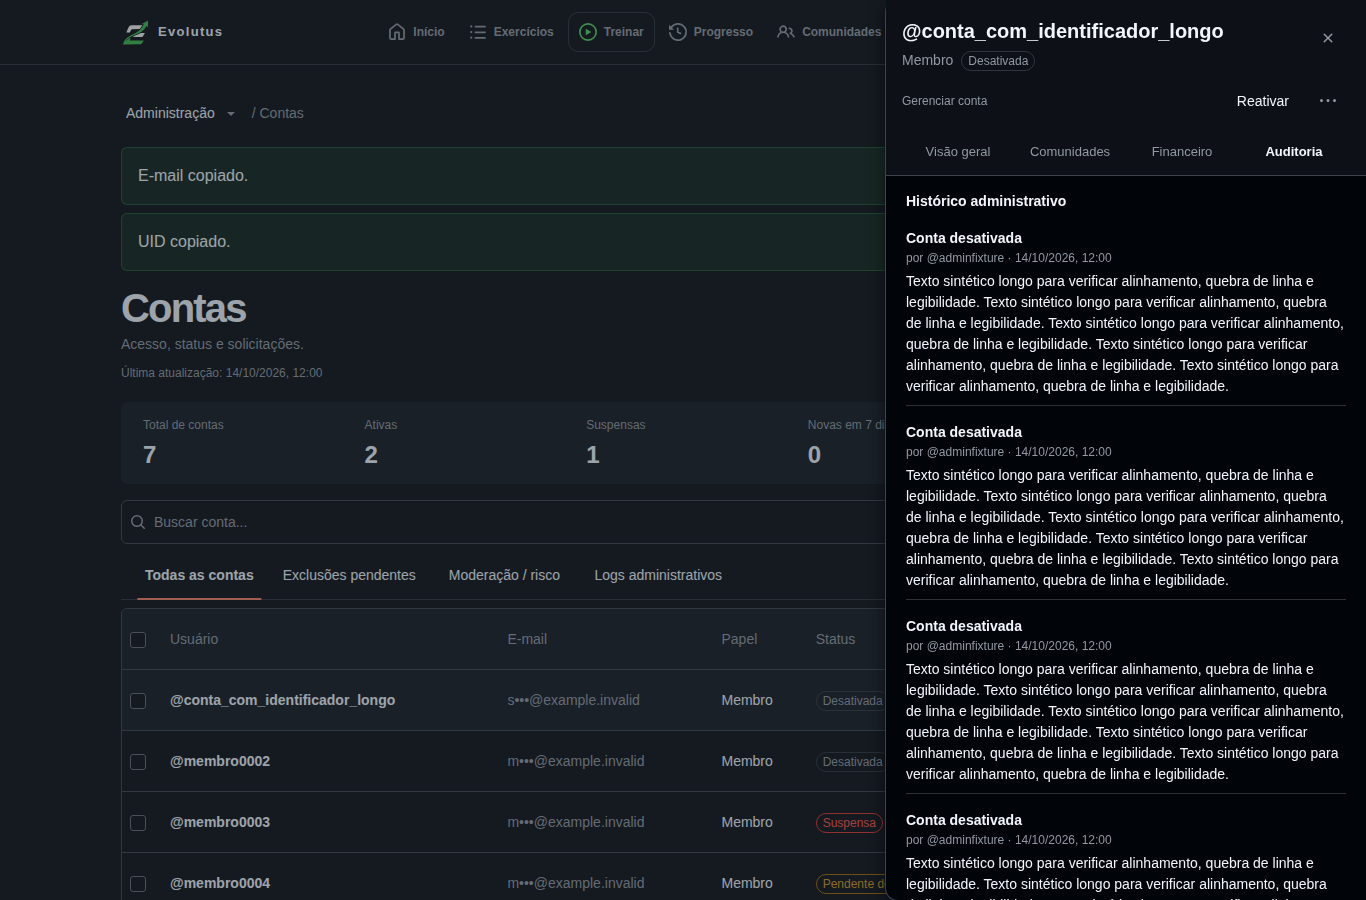 Evolutus
Início
Exercícios
Treinar
Progresso
Comunidades
Administração
/ Contas
E-mail copiado.
UID copiado.
Contas
Acesso, status e solicitações.
Última atualização: 14/10/2026, 12:00
Total de contas
7
Ativas
2
Suspensas
1
Novas em 7 di
0
Buscar conta...
Todas as contas
Exclusões pendentes
Moderação / risco
Logs administrativos
Usuário E-mail Papel Status
@conta_com_identificador_longo s•••@example.invalid Membro Desativada
@membro0002 m•••@example.invalid Membro Desativada
@membro0003 m•••@example.invalid Membro Suspensa
@membro0004 m•••@example.invalid Membro Pendente d
@conta_com_identificador_longo
Membro Desativada
Gerenciar conta
Reativar
Visão geral
Comunidades
Financeiro
Auditoria
Histórico administrativo
Conta desativada
por @adminfixture · 14/10/2026, 12:00
Texto sintético longo para verificar alinhamento, quebra de linha e
legibilidade. Texto sintético longo para verificar alinhamento, quebra
de linha e legibilidade. Texto sintético longo para verificar alinhamento,
quebra de linha e legibilidade. Texto sintético longo para verificar
alinhamento, quebra de linha e legibilidade. Texto sintético longo para
verificar alinhamento, quebra de linha e legibilidade.
Conta desativada
por @adminfixture · 14/10/2026, 12:00
Texto sintético longo para verificar alinhamento, quebra de linha e
legibilidade. Texto sintético longo para verificar alinhamento, quebra
de linha e legibilidade. Texto sintético longo para verificar alinhamento,
quebra de linha e legibilidade. Texto sintético longo para verificar
alinhamento, quebra de linha e legibilidade. Texto sintético longo para
verificar alinhamento, quebra de linha e legibilidade.
Conta desativada
por @adminfixture · 14/10/2026, 12:00
Texto sintético longo para verificar alinhamento, quebra de linha e
legibilidade. Texto sintético longo para verificar alinhamento, quebra
de linha e legibilidade. Texto sintético longo para verificar alinhamento,
quebra de linha e legibilidade. Texto sintético longo para verificar
alinhamento, quebra de linha e legibilidade. Texto sintético longo para
verificar alinhamento, quebra de linha e legibilidade.
Conta desativada
por @adminfixture · 14/10/2026, 12:00
Texto sintético longo para verificar alinhamento, quebra de linha e
legibilidade. Texto sintético longo para verificar alinhamento, quebra